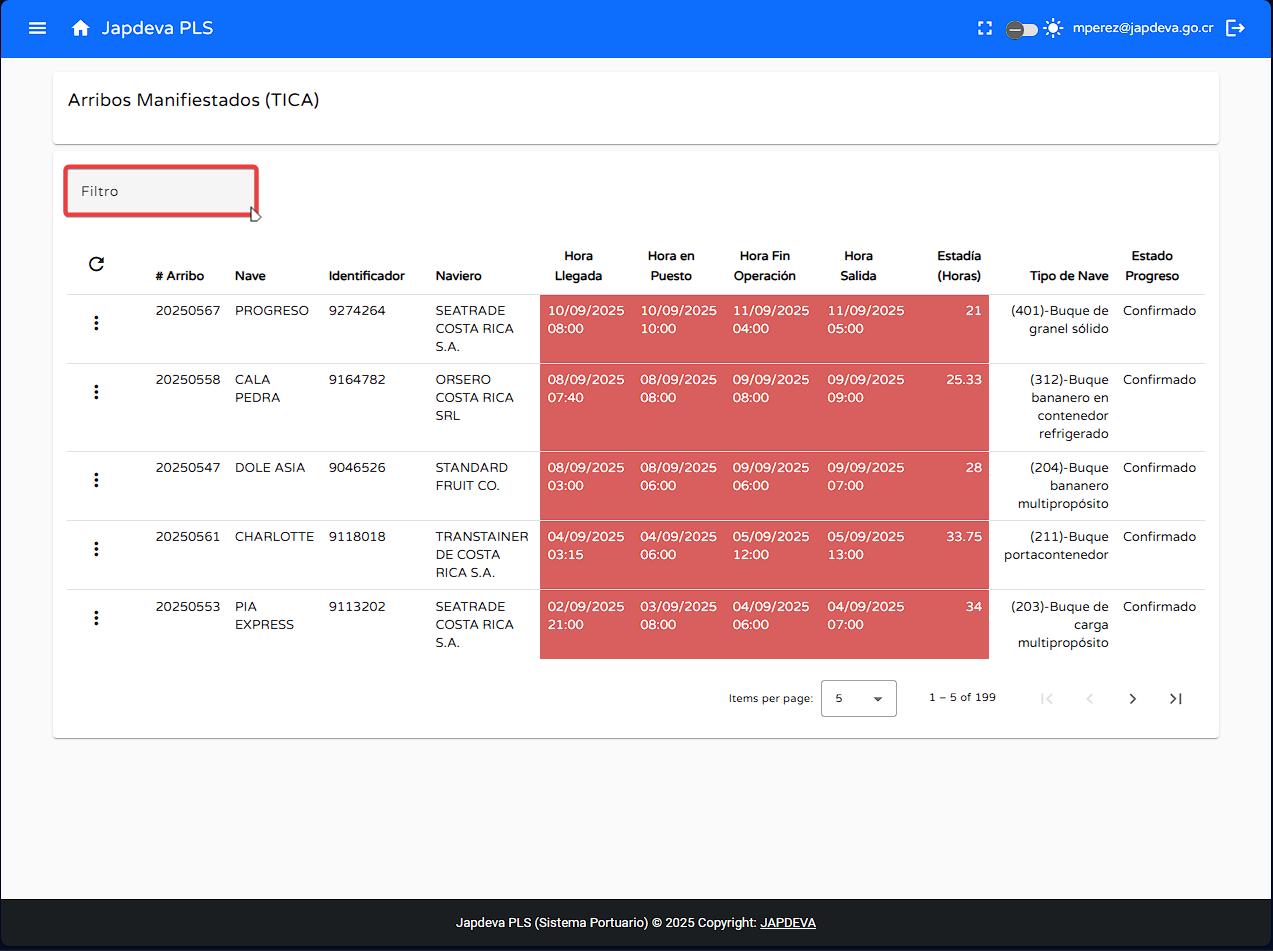 Japdeva PLS
mperez@japdeva.go.cr
Arribos Manifiestados (TICA)
Filtro
# Arribo Nave Identificador Naviero Hora Llegada Hora en Puesto Hora Fin Operación Hora Salida Estadía (Horas) Tipo de Nave Estado Progreso
20250567 PROGRESO 9274264 SEATRADE COSTA RICA S.A. 10/09/2025 08:00 10/09/2025 10:00 11/09/2025 04:00 11/09/2025 05:00 21 (401)-Buque de granel sólido Confirmado
20250558 CALA PEDRA 9164782 ORSERO COSTA RICA SRL 08/09/2025 07:40 08/09/2025 08:00 09/09/2025 08:00 09/09/2025 09:00 25.33 (312)-Buque bananero en contenedor refrigerado Confirmado
20250547 DOLE ASIA 9046526 STANDARD FRUIT CO. 08/09/2025 03:00 08/09/2025 06:00 09/09/2025 06:00 09/09/2025 07:00 28 (204)-Buque bananero multipropósito Confirmado
20250561 CHARLOTTE 9118018 TRANSTAINER DE COSTA RICA S.A. 04/09/2025 03:15 04/09/2025 06:00 05/09/2025 12:00 05/09/2025 13:00 33.75 (211)-Buque portacontenedor Confirmado
20250553 PIA EXPRESS 9113202 SEATRADE COSTA RICA S.A. 02/09/2025 21:00 03/09/2025 08:00 04/09/2025 06:00 04/09/2025 07:00 34 (203)-Buque de carga multipropósito Confirmado
Items per page: 5 1 – 5 of 199
Japdeva PLS (Sistema Portuario) © 2025 Copyright: JAPDEVA